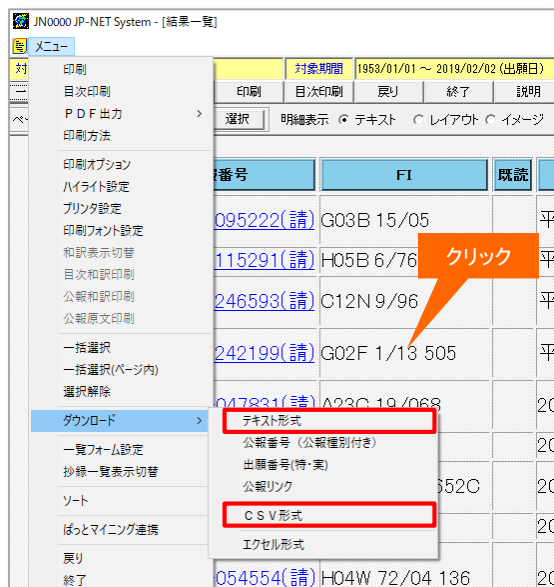 JN0000 JP-NET System - [結果一覧]
メニュー
対
対象期間 1953/01/01 ～ 2019/02/02 (出願日)
印刷 目次印刷 戻り 終了 説明
選択 明細表示 テキスト レイアウト イメージ
番号 FI 既読
095222(請) G03B 15/05 平
115291(請) H05B 6/76 平
246593(請) C12N 9/96 平
242199(請) G02F 1/13 505 平
047831(請) A23C 19/068 20
20
652C 20
20
054554(請) H04W 72/04 136 20
クリック
印刷
目次印刷
ＰＤＦ出力 >
印刷方法
印刷オプション
ハイライト設定
プリンタ設定
印刷フォント設定
和訳表示切替
目次和訳印刷
公報和訳印刷
公報原文印刷
一括選択
一括選択(ページ内)
選択解除
ダウンロード >
一覧フォーム設定
抄録一覧表示切替
ソート
ぱっとマイニング連携
戻り
終了
テキスト形式
公報番号（公報種別付き）
出願番号(特･実)
公報リンク
ＣＳＶ形式
エクセル形式